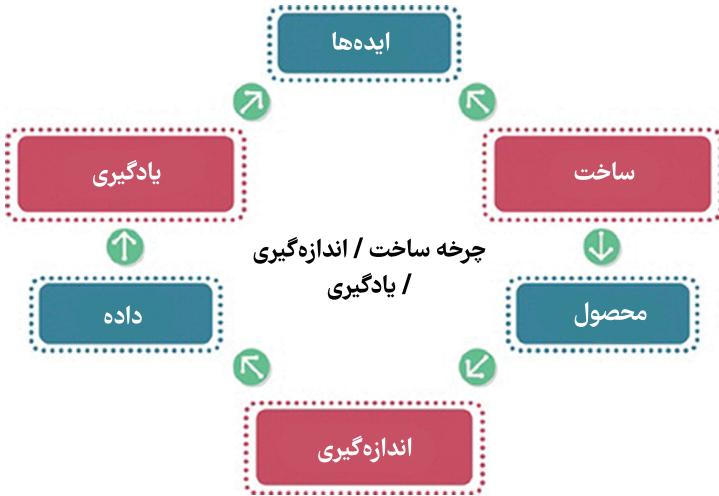 ایده‌ها
یادگیری
ساخت
چرخه ساخت / اندازه‌گیری
/ یادگیری
داده
محصول
اندازه‌گیری